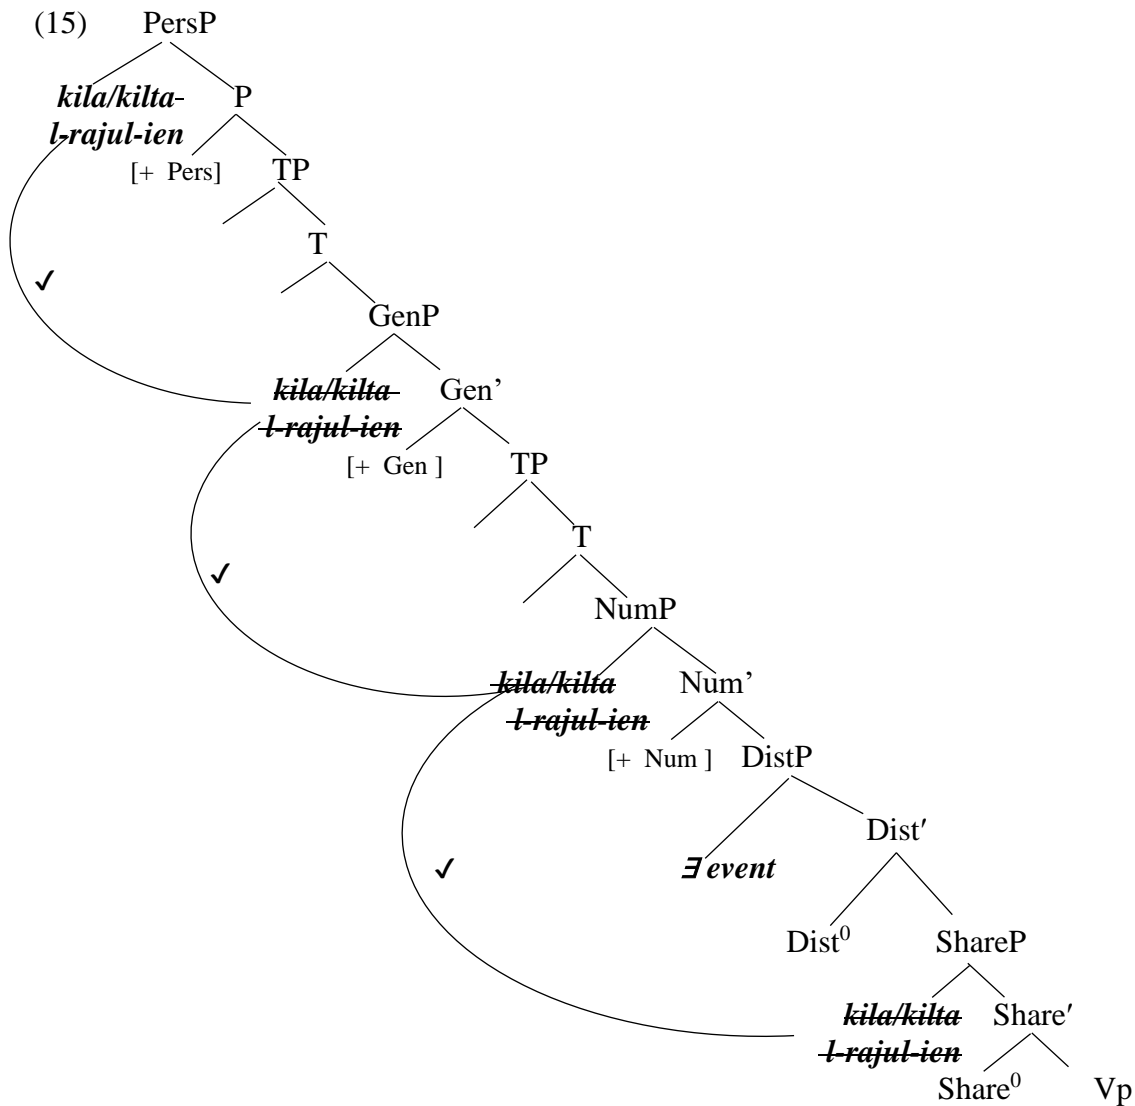 (15) PersP
kila/kilta P
l-rajul-ien
[+ Pers] TP
T
✓
GenP
kila/kilta Gen’
l-rajul-ien
[+ Gen ] TP
T
✓
NumP
kila/kilta Num’
l-rajul-ien
[+ Num ] DistP
Dist′
✓ ∃ event
Dist⁰ ShareP
kila/kilta Share′
l-rajul-ien
Share⁰ Vp